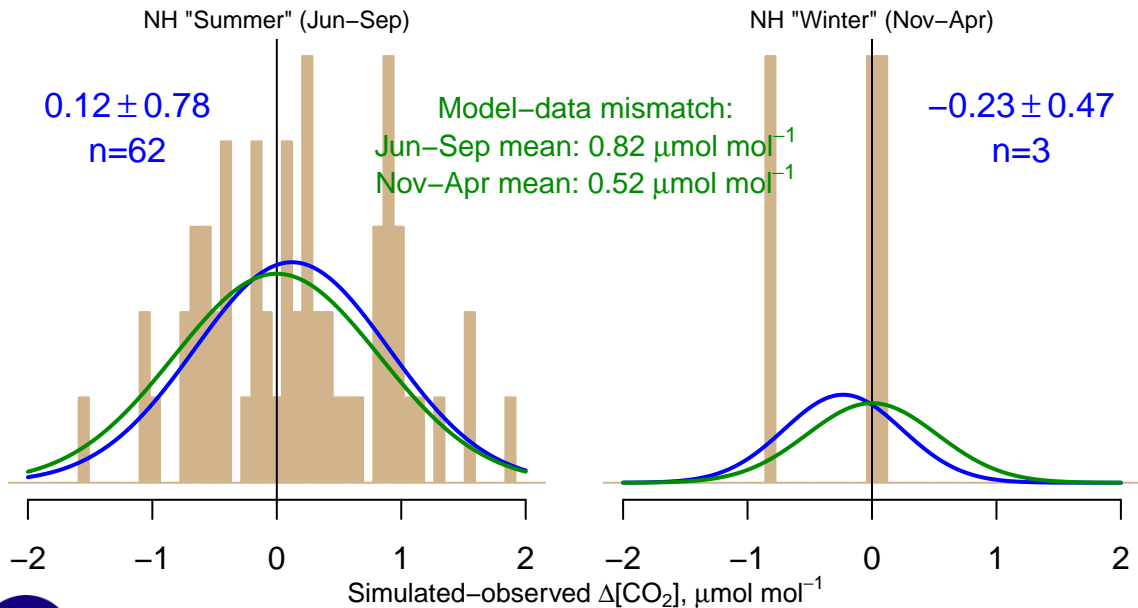 NH "Summer" (Jun−Sep)
NH "Winter" (Nov−Apr)
0.12 ± 0.78
n=62
Model−data mismatch:
Jun−Sep mean: 0.82 μmol mol⁻¹
Nov−Apr mean: 0.52 μmol mol⁻¹
−0.23 ± 0.47
n=3
−2 −1 0 1 2
−2 −1 0 1 2
Simulated−observed Δ[CO₂], μmol mol⁻¹